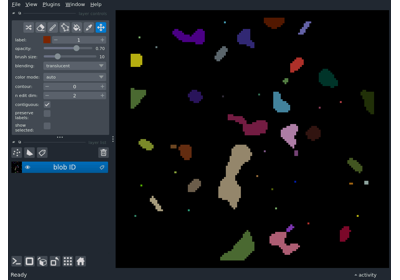 File View Plugins Window Help
label: 1
opacity: 0.70
brush size: 10
blending: translucent
color mode: auto
contour: 0
n edit dim: 2
contiguous: ✓
preserve labels:
show selected:
blob ID
Ready
activity